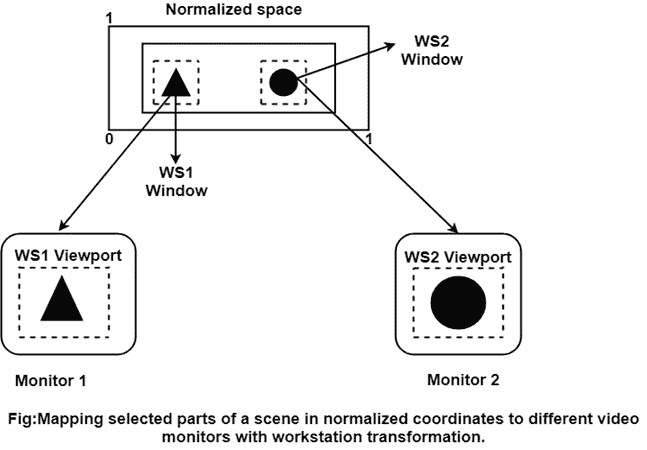 Normalized space
1
WS2
Window
0
1
WS1
Window
WS1 Viewport
WS2 Viewport
Monitor 1
Monitor 2
Fig:Mapping selected parts of a scene in normalized coordinates to different video
monitors with workstation transformation.